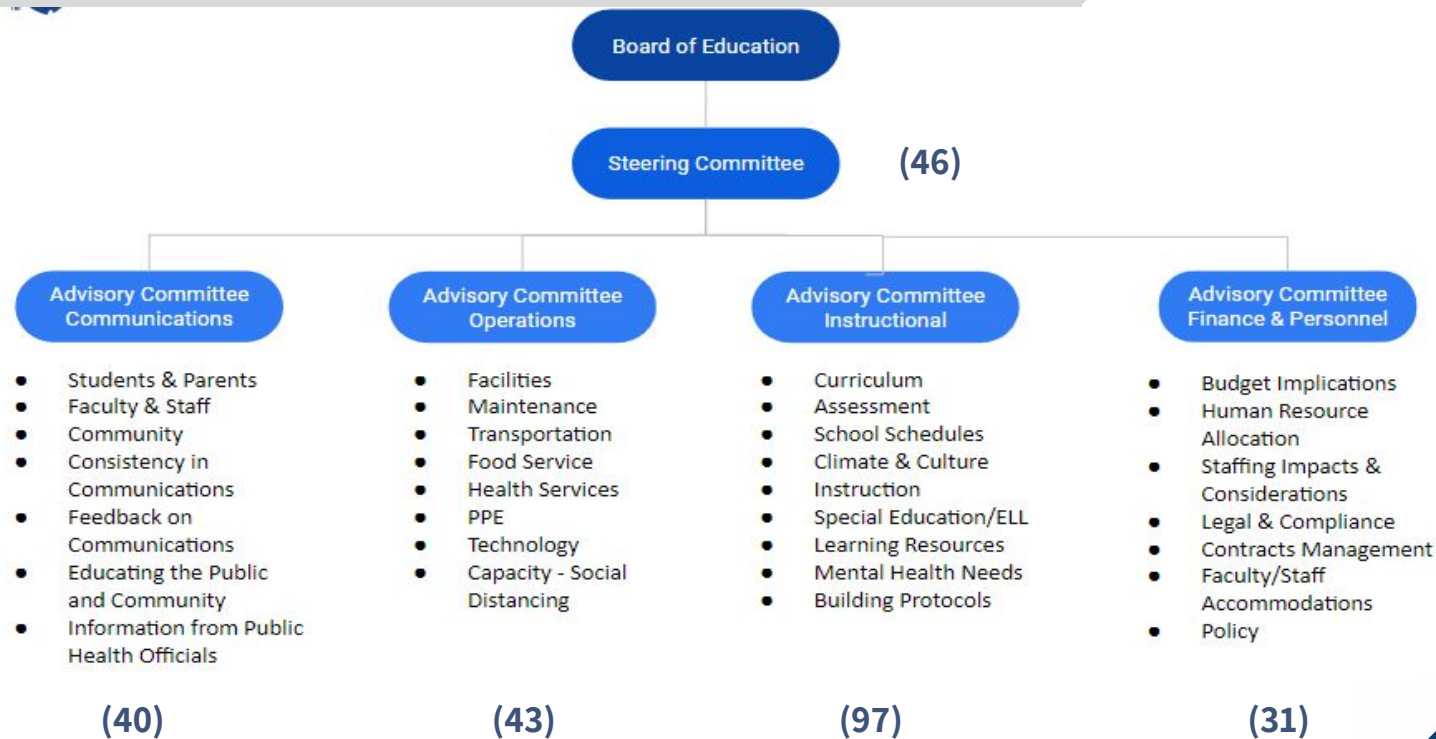 Board of Education
Steering Committee
(46)
Advisory Committee
Communications
● Students & Parents
● Faculty & Staff
● Community
● Consistency in
Communications
● Feedback on
Communications
● Educating the Public
and Community
● Information from Public
Health Officials
(40)
Advisory Committee
Operations
● Facilities
● Maintenance
● Transportation
● Food Service
● Health Services
● PPE
● Technology
● Capacity - Social
Distancing
(43)
Advisory Committee
Instructional
● Curriculum
● Assessment
● School Schedules
● Climate & Culture
● Instruction
● Special Education/ELL
● Learning Resources
● Mental Health Needs
● Building Protocols
(97)
Advisory Committee
Finance & Personnel
● Budget Implications
● Human Resource
Allocation
● Staffing Impacts &
Considerations
● Legal & Compliance
● Contracts Management
● Faculty/Staff
Accommodations
● Policy
(31)